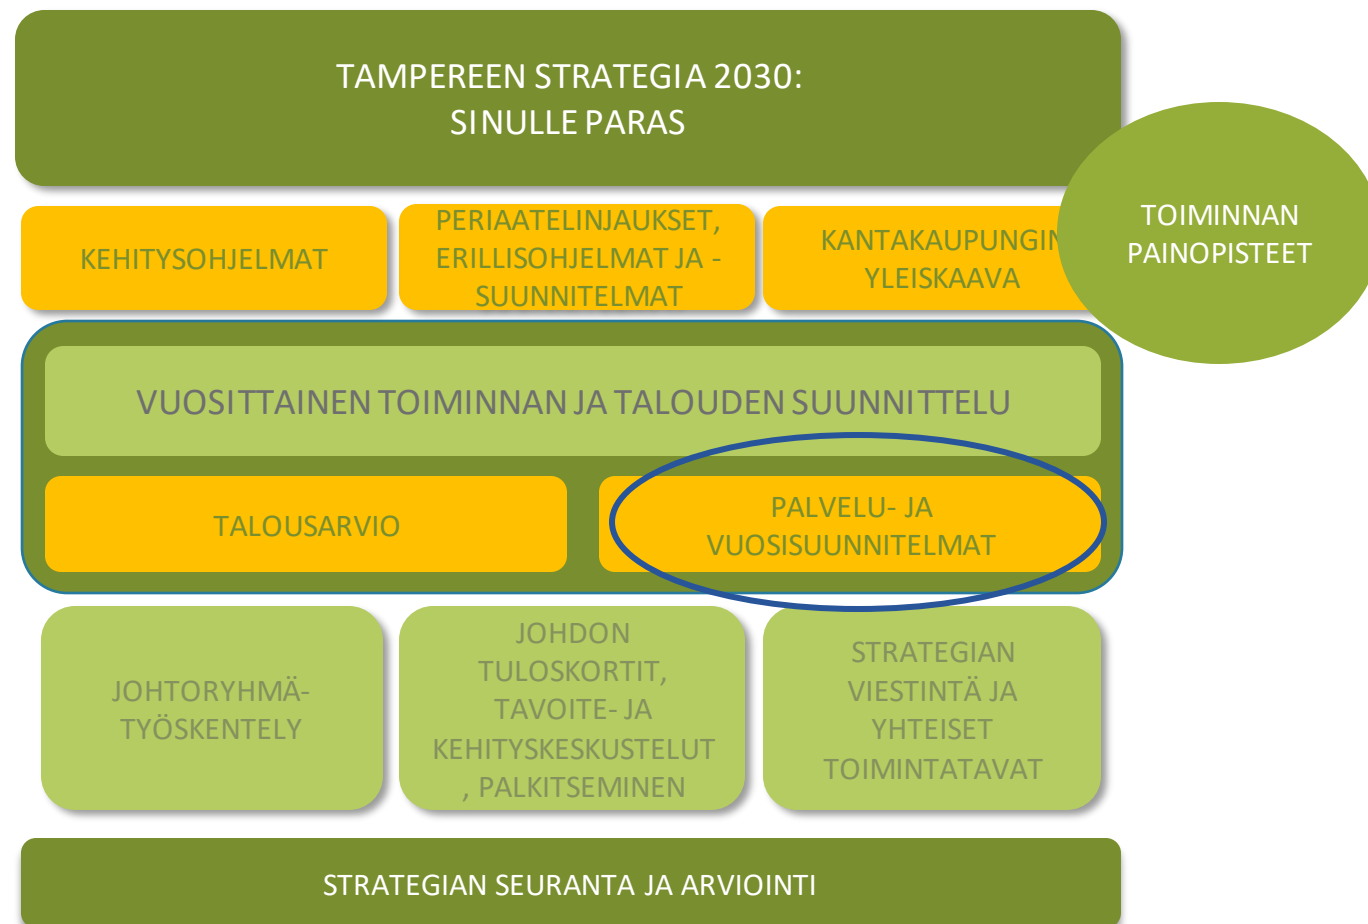 TAMPEREEN STRATEGIA 2030:
SINULLE PARAS
TOIMINNAN
PAINOPISTEET
KEHITYSOHJELMAT
PERIAATELINJAUKSET,
ERILLISOHJELMAT JA -
SUUNNITELMAT
KANTAKAUPUNGIN
YLEISKAAVA
VUOSITTAINEN TOIMINNAN JA TALOUDEN SUUNNITTELU
TALOUSARVIO
PALVELU- JA
VUOSISUUNNITELMAT
JOHTORYHMÄ-
TYÖSKENTELY
JOHDON
TULOSKORTIT,
TAVOITE- JA
KEHITYSKESKUSTELUT
, PALKITSEMINEN
STRATEGIAN
VIESTINTÄ JA
YHTEISET
TOIMINTATAVAT
STRATEGIAN SEURANTA JA ARVIOINTI